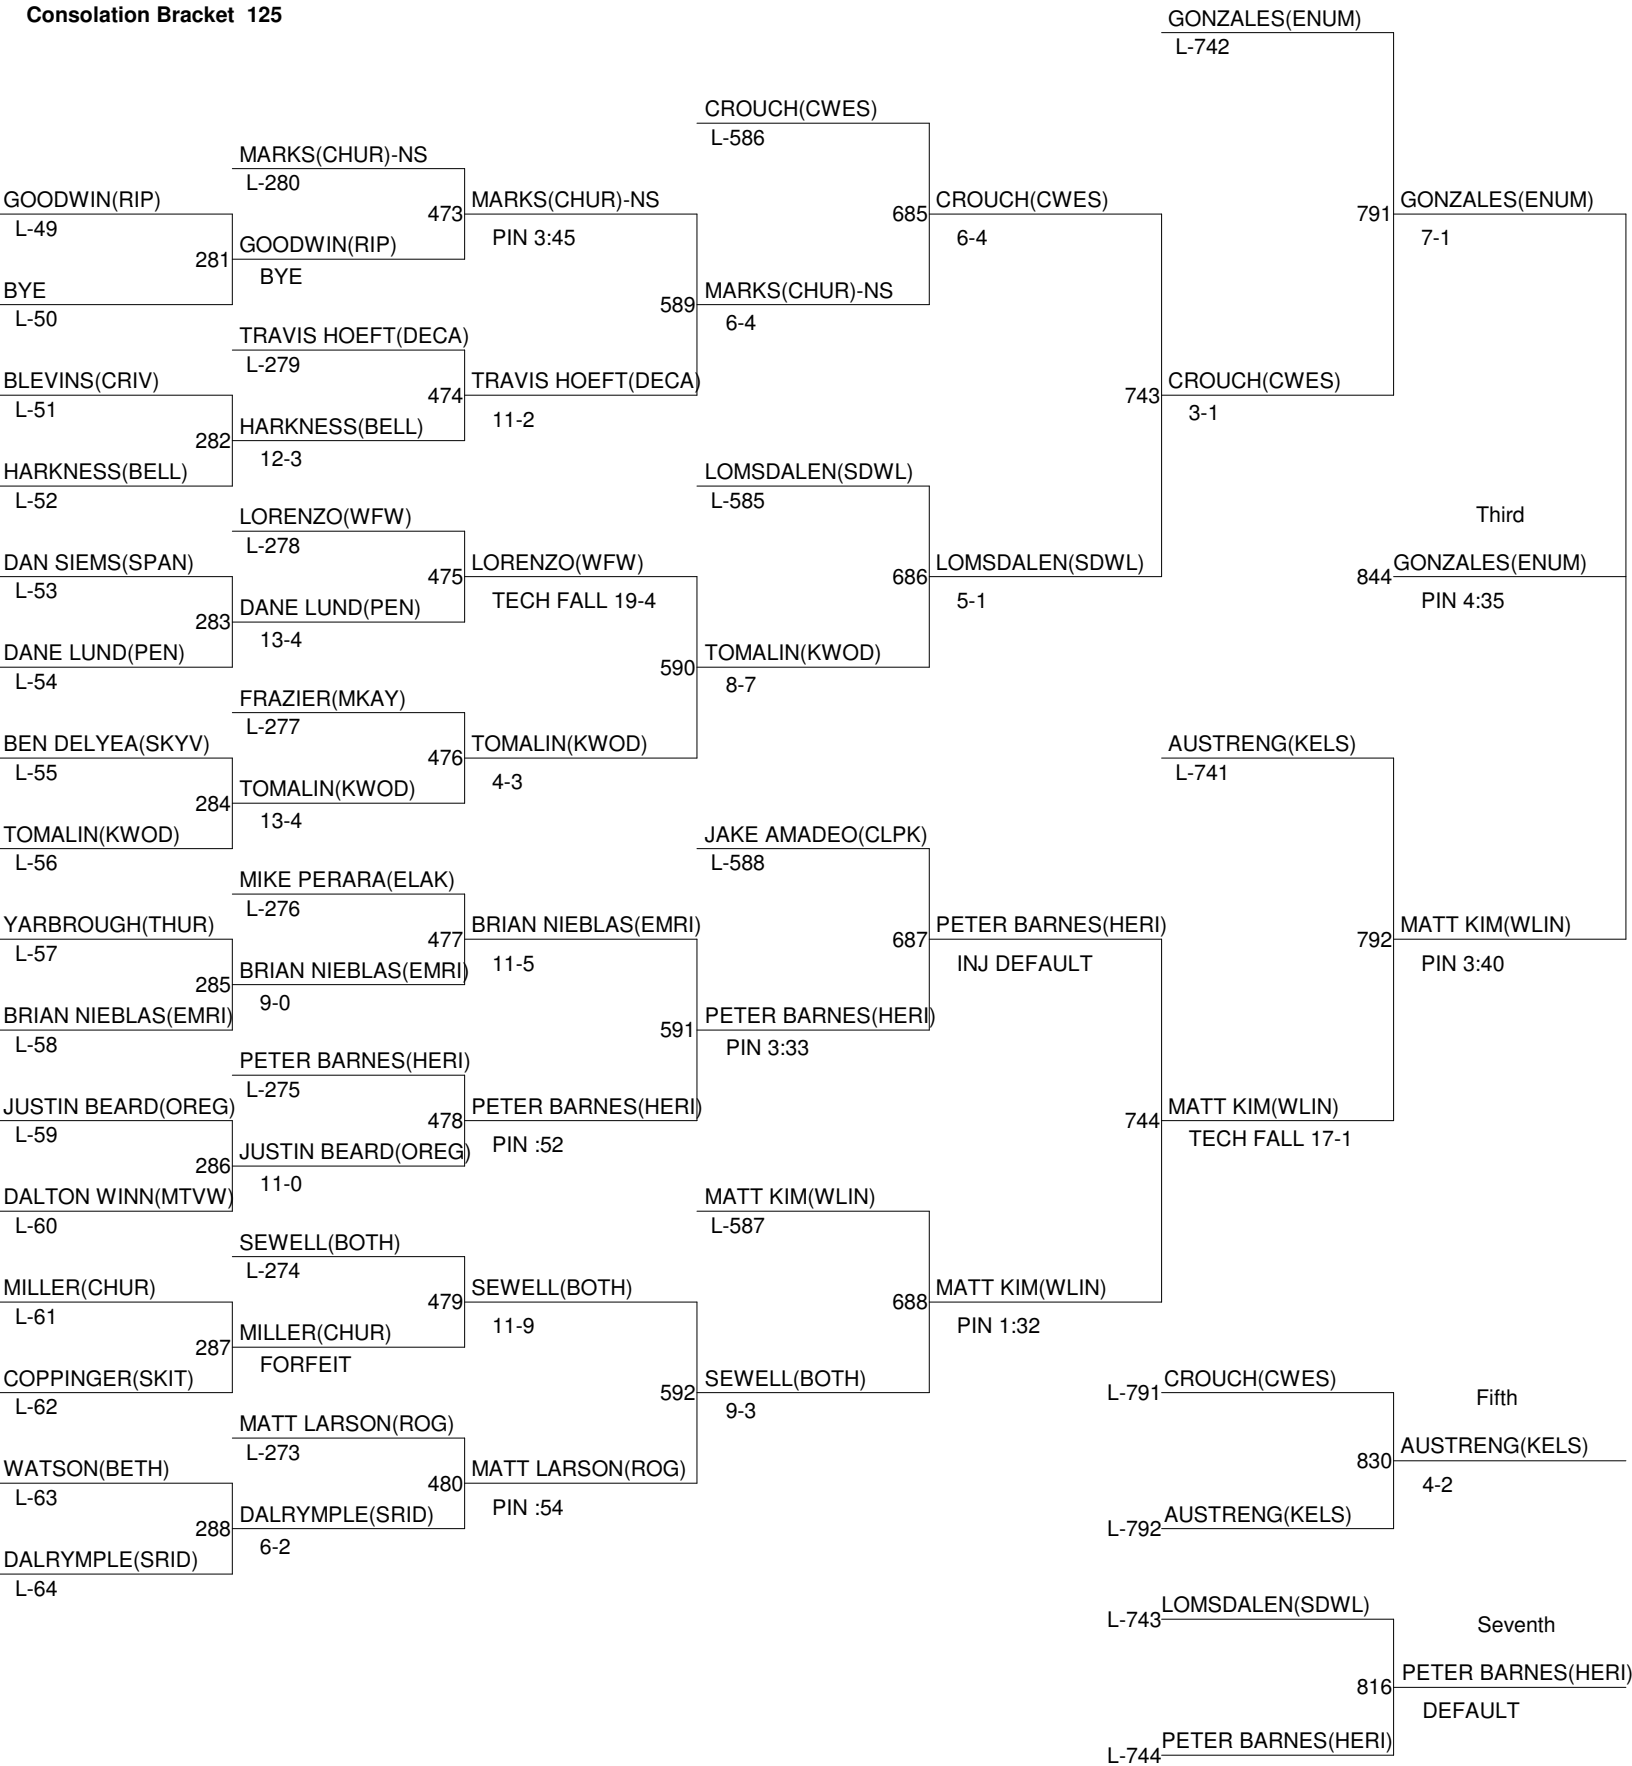 Consolation Bracket 125
GOODWIN(RIP)
L-49
BYE
L-50
BLEVINS(CRIV)
L-51
HARKNESS(BELL)
L-52
DAN SIEMS(SPAN)
L-53
DANE LUND(PEN)
L-54
BEN DELYEA(SKYV)
L-55
TOMALIN(KWOD)
L-56
YARBROUGH(THUR)
L-57
BRIAN NIEBLAS(EMRI)
L-58
JUSTIN BEARD(OREG)
L-59
DALTON WINN(MTVW)
L-60
MILLER(CHUR)
L-61
COPPINGER(SKIT)
L-62
WATSON(BETH)
L-63
DALRYMPLE(SRID)
L-64
MARKS(CHUR)-NS
L-280
281
GOODWIN(RIP)
BYE
TRAVIS HOEFT(DECA)
L-279
282
HARKNESS(BELL)
12-3
LORENZO(WFW)
L-278
283
DANE LUND(PEN)
13-4
FRAZIER(MKAY)
L-277
284
TOMALIN(KWOD)
13-4
MIKE PERARA(ELAK)
L-276
285
BRIAN NIEBLAS(EMRI)
9-0
PETER BARNES(HERI)
L-275
286
JUSTIN BEARD(OREG)
11-0
SEWELL(BOTH)
L-274
287
MILLER(CHUR)
FORFEIT
MATT LARSON(ROG)
L-273
288
DALRYMPLE(SRID)
6-2
473
MARKS(CHUR)-NS
PIN 3:45
474
TRAVIS HOEFT(DECA)
11-2
475
LORENZO(WFW)
TECH FALL 19-4
476
TOMALIN(KWOD)
4-3
477
BRIAN NIEBLAS(EMRI)
11-5
478
PETER BARNES(HERI)
PIN :52
479
SEWELL(BOTH)
11-9
480
MATT LARSON(ROG)
PIN :54
CROUCH(CWES)
L-586
589
MARKS(CHUR)-NS
6-4
LOMSDALEN(SDWL)
L-585
590
TOMALIN(KWOD)
8-7
JAKE AMADEO(CLPK)
L-588
591
PETER BARNES(HERI)
PIN 3:33
MATT KIM(WLIN)
L-587
592
SEWELL(BOTH)
9-3
685
CROUCH(CWES)
6-4
686
LOMSDALEN(SDWL)
5-1
687
PETER BARNES(HERI)
INJ DEFAULT
688
MATT KIM(WLIN)
PIN 1:32
GONZALES(ENUM)
L-742
743
CROUCH(CWES)
3-1
AUSTRENG(KELS)
L-741
744
MATT KIM(WLIN)
TECH FALL 17-1
791
GONZALES(ENUM)
7-1
Third
844
GONZALES(ENUM)
PIN 4:35
792
MATT KIM(WLIN)
PIN 3:40
L-791
CROUCH(CWES)
Fifth
830
AUSTRENG(KELS)
4-2
L-792
AUSTRENG(KELS)
L-743
LOMSDALEN(SDWL)
Seventh
816
PETER BARNES(HERI)
DEFAULT
L-744
PETER BARNES(HERI)